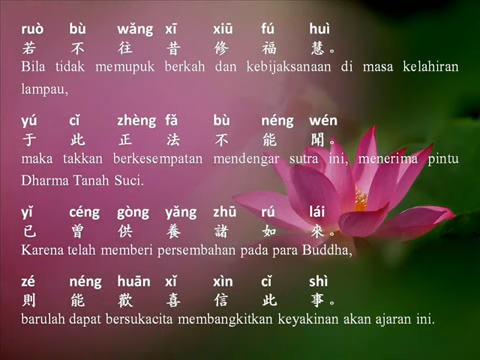 ruò bù wǎng xī xiū fú huì
若 不 往 昔 修 福 慧。
Bila tidak memupuk berkah dan kebijaksanaan di masa kelahiran
lampau,
yú cǐ zhèng fǎ bù néng wén
于 此 正 法 不 能 聞。
maka takkan berkesempatan mendengar sutra ini, menerima pintu
Dharma Tanah Suci.
yǐ céng gòng yǎng zhū rú lái
已 曾 供 養 諸 如 來。
Karena telah memberi persembahan pada para Buddha,
zé néng huān xǐ xìn cǐ shì
則 能 歡 喜 信 此 事。
barulah dapat bersukacita membangkitkan keyakinan akan ajaran ini.